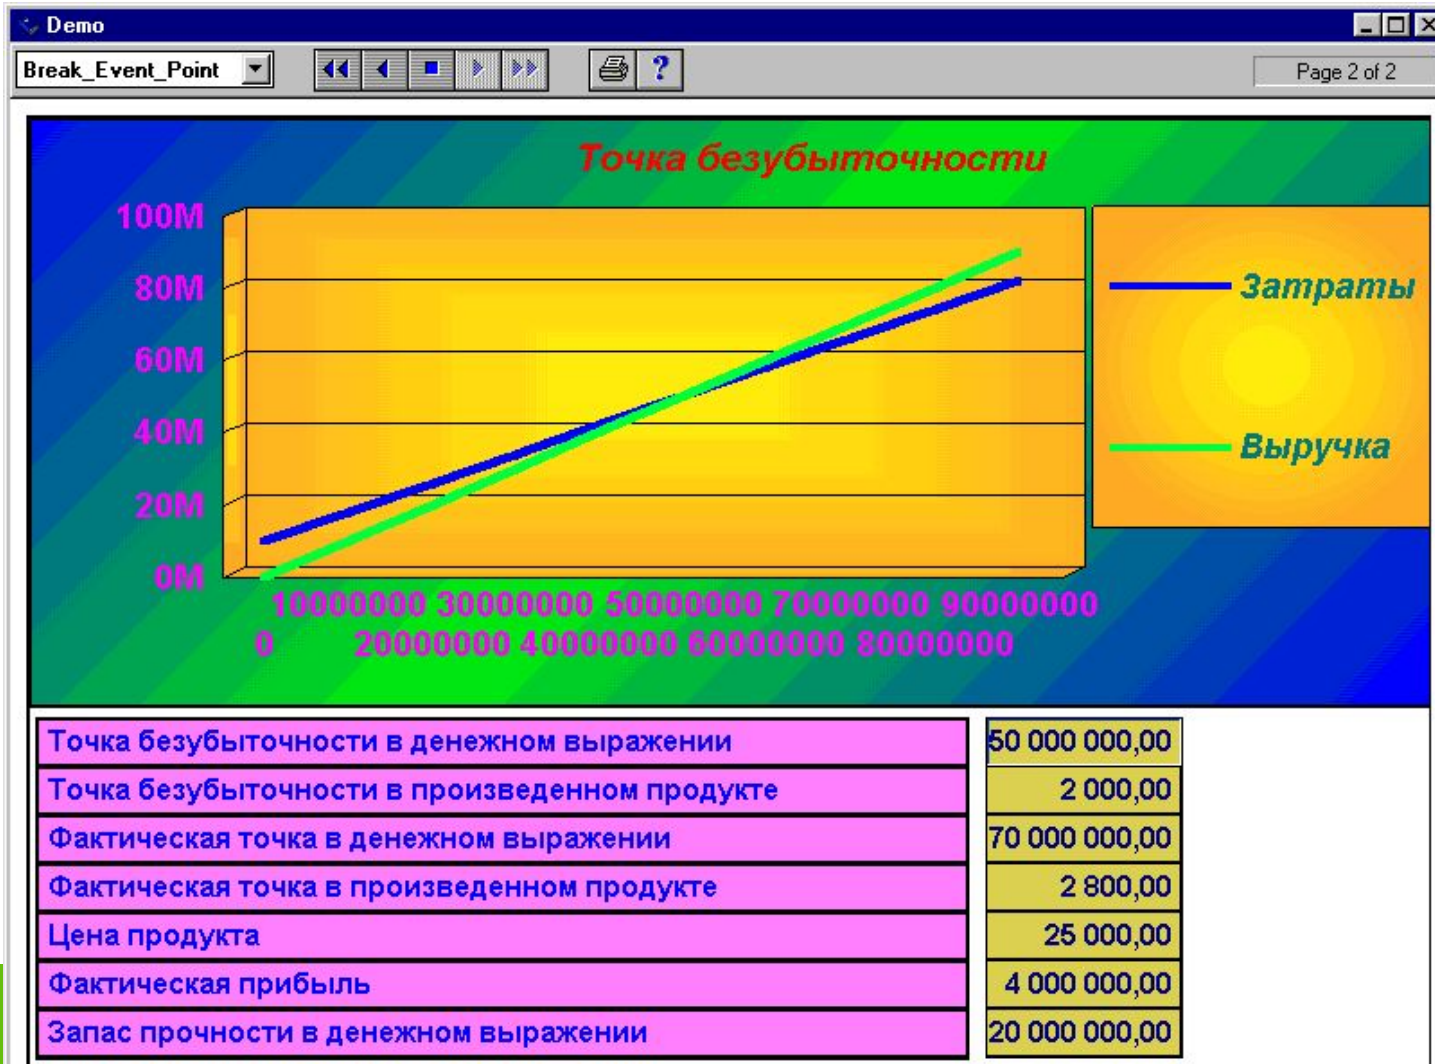 Demo
Break_Event_Point
?
Page 2 of 2
Точка безубыточности
100M
80M
60M
40M
20M
0M
10000000 30000000 50000000 70000000 90000000
0 20000000 40000000 60000000 80000000
Затраты
Выручка
Точка безубыточности в денежном выражении 50 000 000,00
Точка безубыточности в произведенном продукте 2 000,00
Фактическая точка в денежном выражении 70 000 000,00
Фактическая точка в произведенном продукте 2 800,00
Цена продукта 25 000,00
Фактическая прибыль 4 000 000,00
Запас прочности в денежном выражении 20 000 000,00